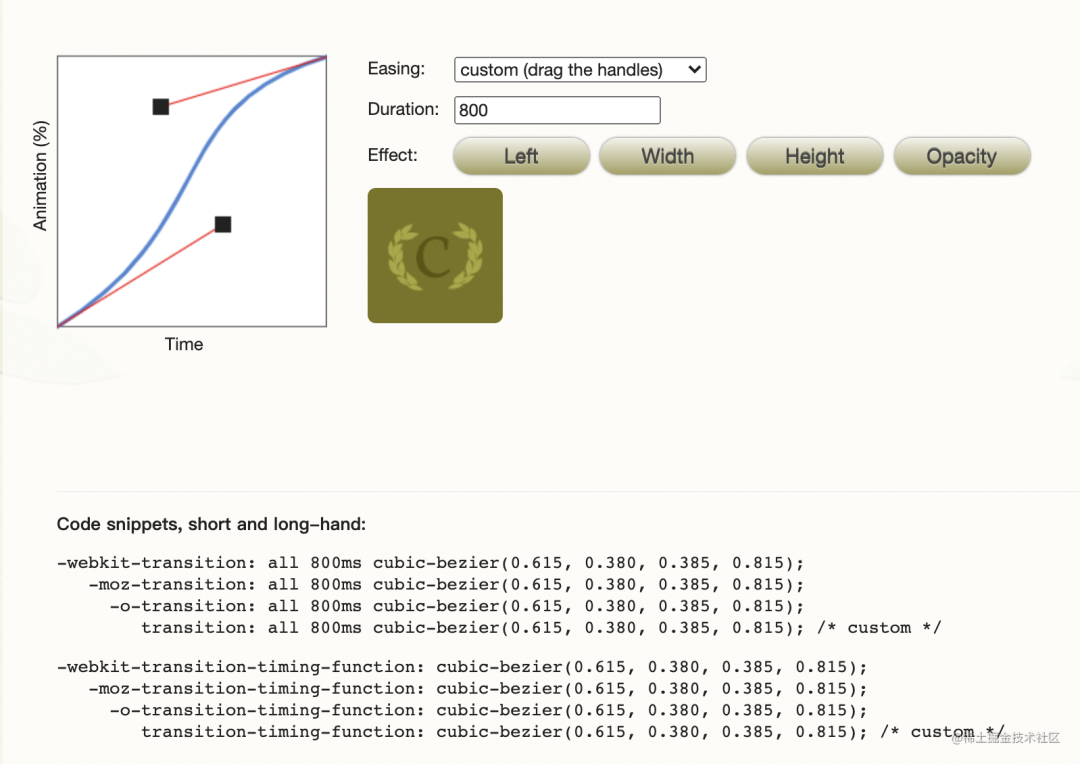 Easing: custom (drag the handles)
Duration: 800
Effect: Left Width Height Opacity
Animation (%)
C
Time
Code snippets, short and long-hand:
-webkit-transition: all 800ms cubic-bezier(0.615, 0.380, 0.385, 0.815);
-moz-transition: all 800ms cubic-bezier(0.615, 0.380, 0.385, 0.815);
-o-transition: all 800ms cubic-bezier(0.615, 0.380, 0.385, 0.815);
transition: all 800ms cubic-bezier(0.615, 0.380, 0.385, 0.815); /* custom */
-webkit-transition-timing-function: cubic-bezier(0.615, 0.380, 0.385, 0.815);
-moz-transition-timing-function: cubic-bezier(0.615, 0.380, 0.385, 0.815);
-o-transition-timing-function: cubic-bezier(0.615, 0.380, 0.385, 0.815);
transition-timing-function: cubic-bezier(0.615, 0.380, 0.385, 0.815); /* custom */
@稀土掘金技术社区